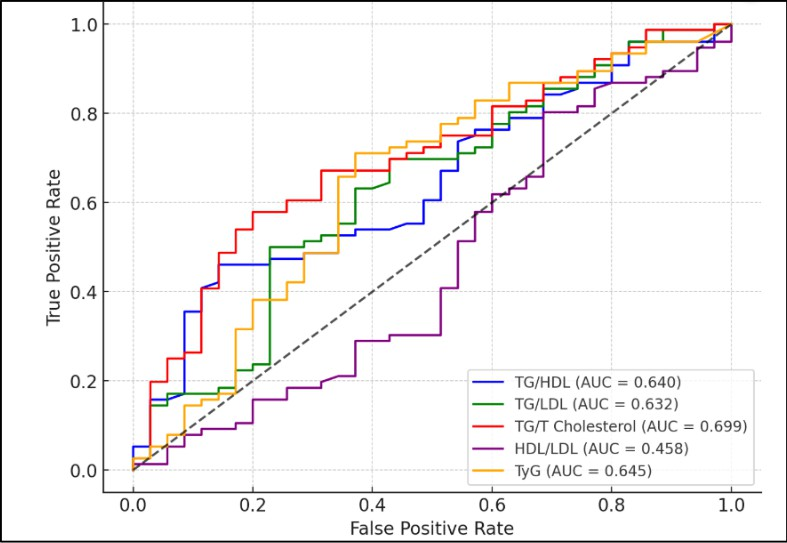 1.0
0.8
0.6
0.4
0.2
0.0
True Positive Rate
0.0 0.2 0.4 0.6 0.8 1.0
False Positive Rate
TG/HDL (AUC = 0.640)
TG/LDL (AUC = 0.632)
TG/T Cholesterol (AUC = 0.699)
HDL/LDL (AUC = 0.458)
TyG (AUC = 0.645)